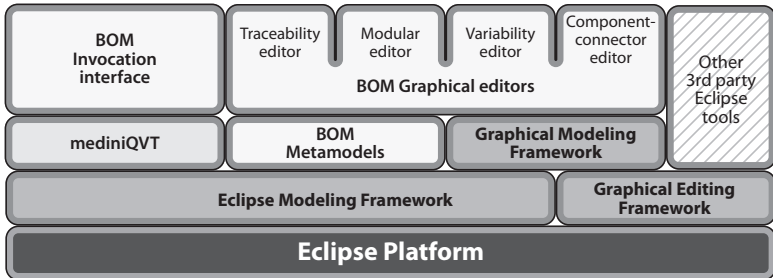 BOM
Invocation
interface
Traceability
editor
Modular
editor
Variability
editor
Component-
connector
editor
BOM Graphical editors
Other
3rd party
Eclipse
tools
mediniQVT
BOM
Metamodels
Graphical Modeling
Framework
Eclipse Modeling Framework
Graphical Editing
Framework
Eclipse Platform